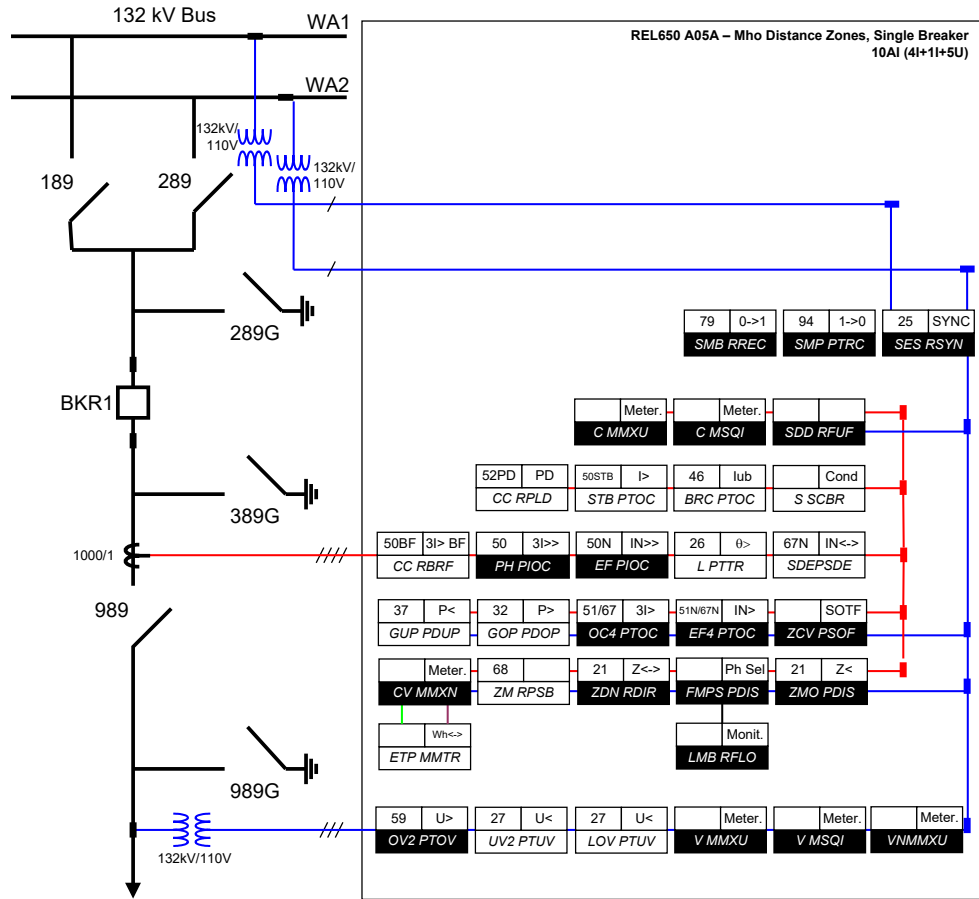 132 kV Bus
WA1
REL650 A05A – Mho Distance Zones, Single Breaker
10AI (4I+1I+5U)
WA2
132kV/
110V
132kV/
110V
189
289
289G
79 0->1
SMB RREC
94 1->0
SMP PTRC
25 SYNC
SES RSYN
BKR1
Meter.
C MMXU
Meter.
C MSQI
SDD RFUF
389G
52PD PD
CC RPLD
50STB I>
STB PTOC
46 Iub
BRC PTOC
Cond
S SCBR
1000/1
50BF 3I> BF
CC RBRF
50 3I>>
PH PIOC
50N IN>>
EF PIOC
26 θ>
L PTTR
67N IN<->
SDEPSDE
989
37 P<
GUP PDUP
32 P>
GOP PDOP
51/67 3I>
OC4 PTOC
51N/67N IN>
EF4 PTOC
SOTF
ZCV PSOF
Meter.
CV MMXN
68
ZM RPSB
21 Z<->
ZDN RDIR
Ph Sel
FMPS PDIS
21 Z<
ZMO PDIS
Wh<->
ETP MMTR
Monit.
LMB RFLO
989G
132kV/110V
59 U>
OV2 PTOV
27 U<
UV2 PTUV
27 U<
LOV PTUV
Meter.
V MMXU
Meter.
V MSQI
Meter.
VNMMXU